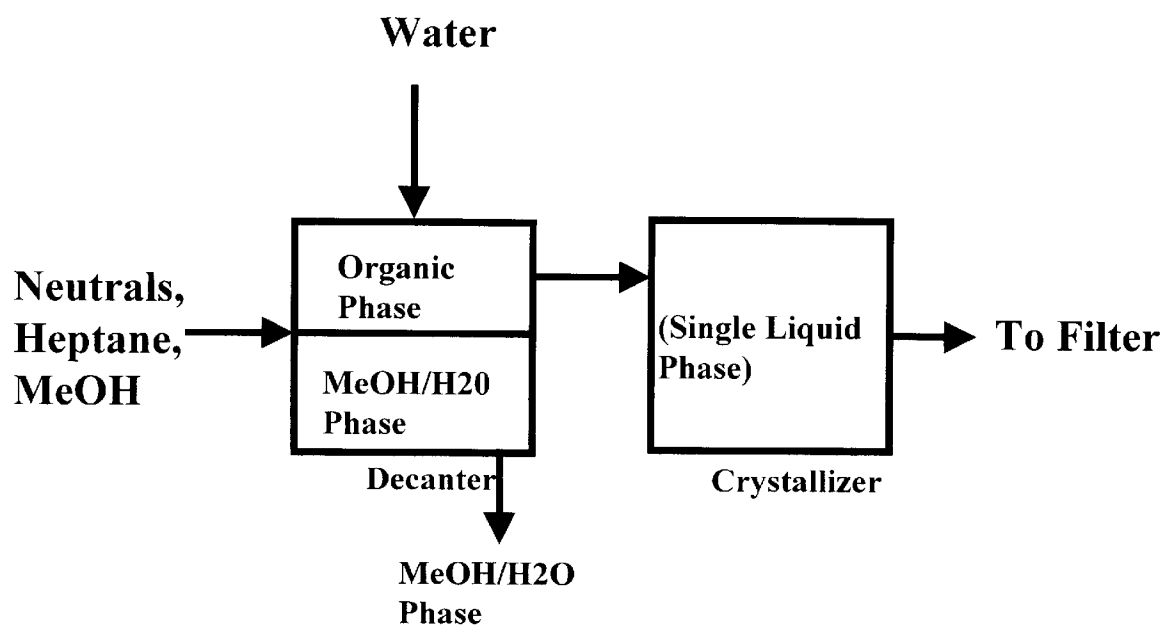 Water
Neutrals,
Heptane,
MeOH
Organic
Phase
MeOH/H20
Phase
Decanter
MeOH/H2O
Phase
(Single Liquid
Phase)
Crystallizer
To Filter